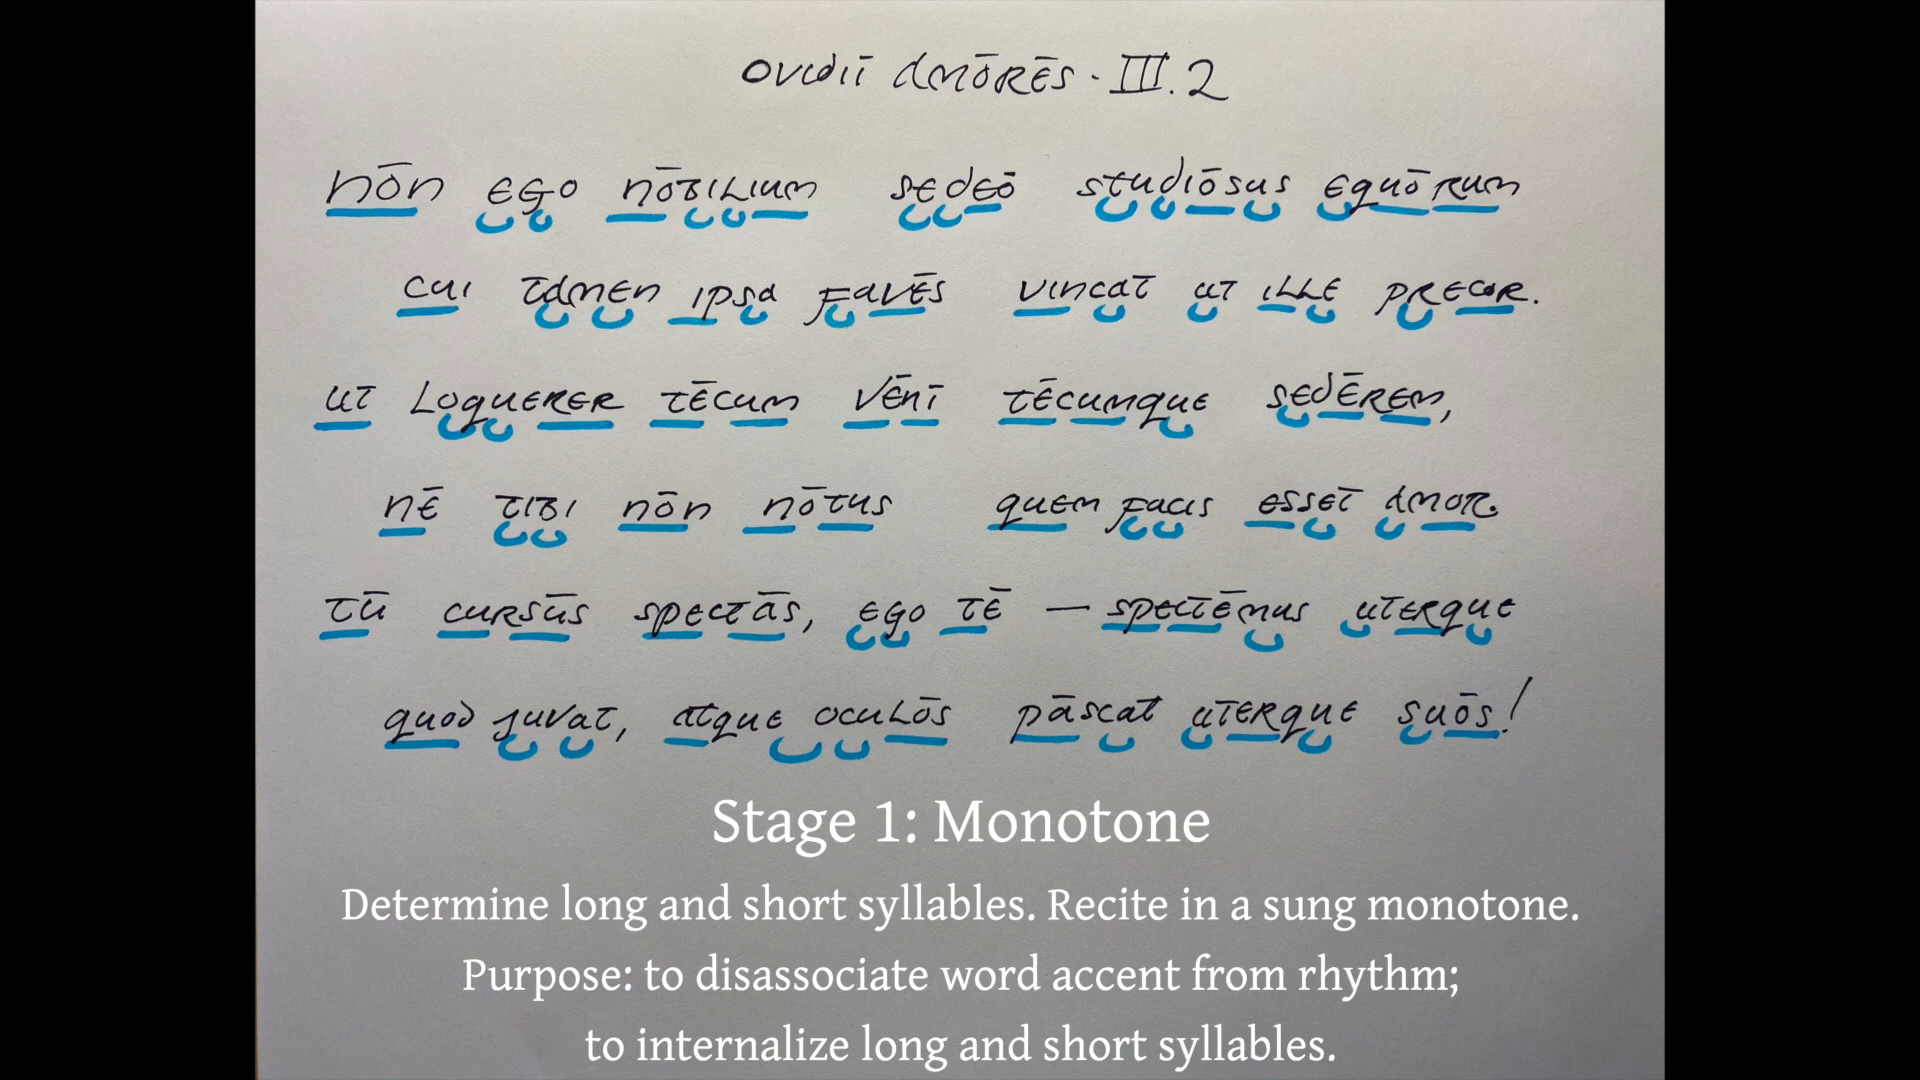 Ovidiī Amōrēs · III.2
nōn ego nōbilium sedeō studiōsus equōrum
cui tamen ipsa favēs vincat ut ille precor.
ut loquerer tēcum vēnī tēcumque sedērem,
nē tibi nōn nōtus quem facis esset amor.
tū cursūs spectās, ego tē — spectēmus uterque
quod juvat, atque oculōs pāscat uterque suōs!
Stage 1: Monotone
Determine long and short syllables. Recite in a sung monotone.
Purpose: to disassociate word accent from rhythm;
to internalize long and short syllables.